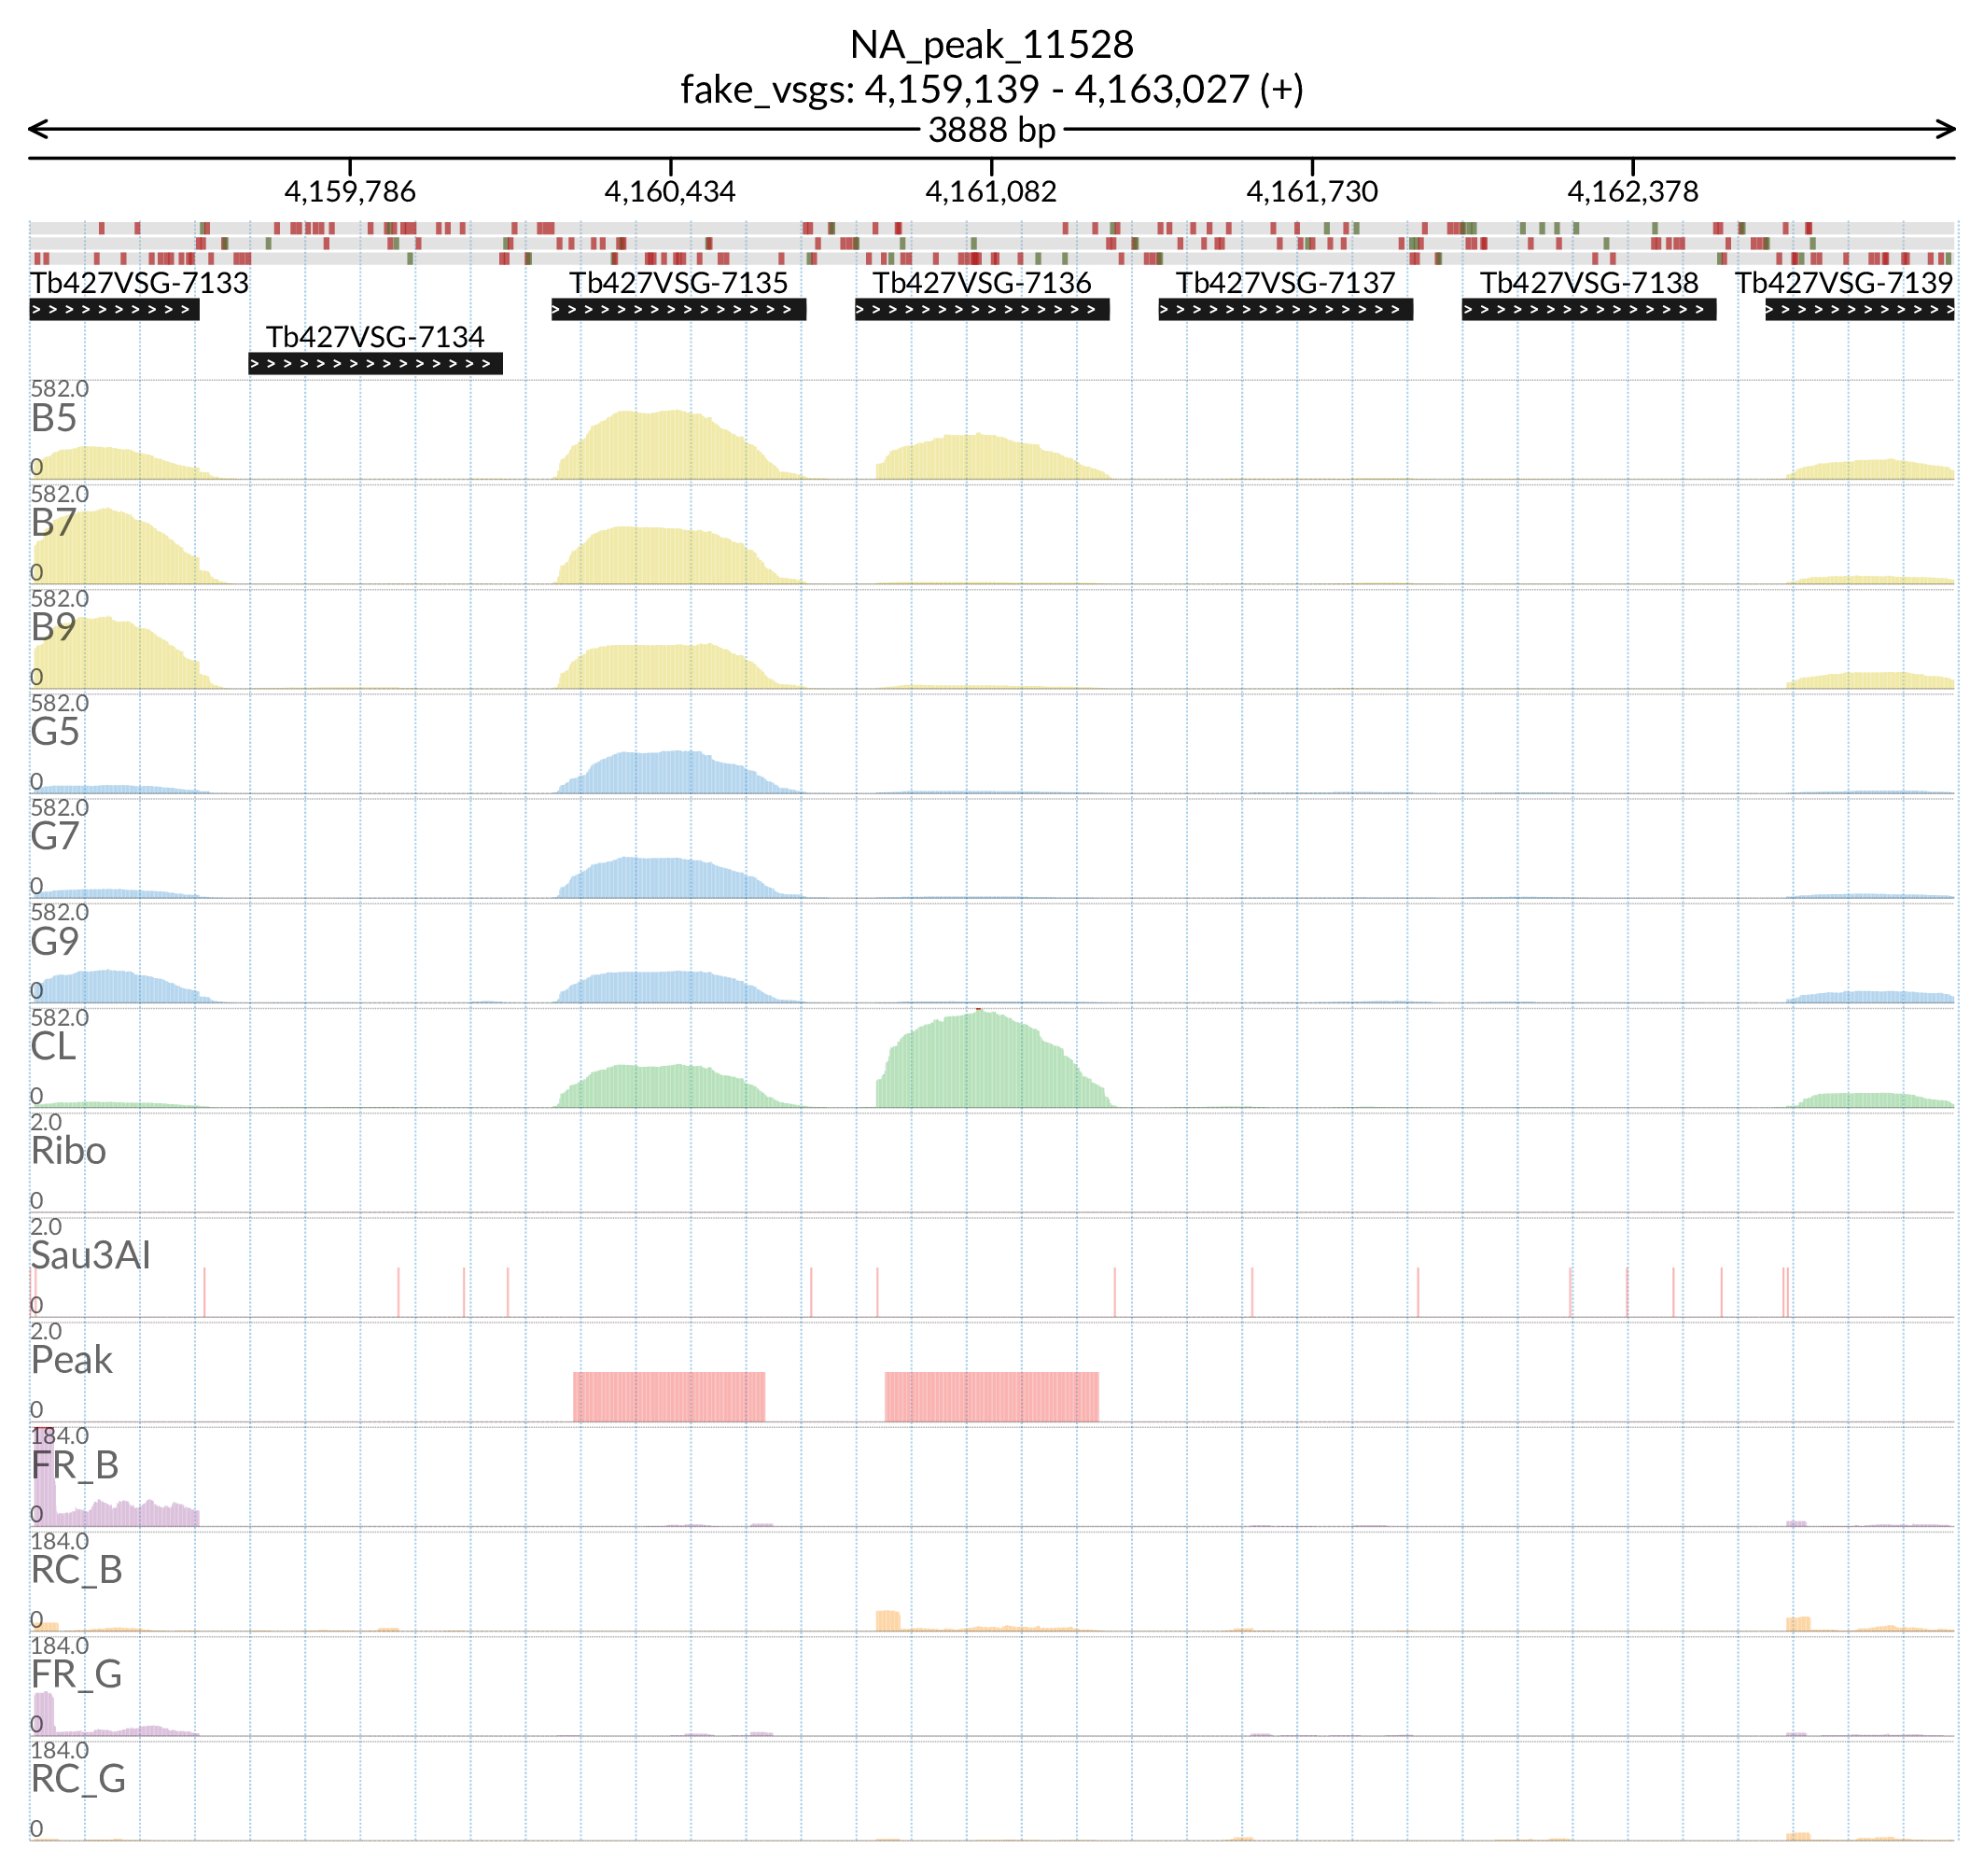 NA_peak_11528
fake_vsgs: 4,159,139 - 4,163,027 (+)
3888 bp
4,159,786 4,160,434 4,161,082 4,161,730 4,162,378
Tb427VSG-7133 Tb427VSG-7135 Tb427VSG-7136 Tb427VSG-7137 Tb427VSG-7138 Tb427VSG-7139
Tb427VSG-7134
582.0
B5
0
582.0
B7
0
582.0
B9
0
582.0
G5
0
582.0
G7
0
582.0
G9
0
582.0
CL
0
2.0
Ribo
0
2.0
Sau3AI
0
2.0
Peak
0
184.0
FR_B
0
184.0
RC_B
0
184.0
FR_G
0
184.0
RC_G
0